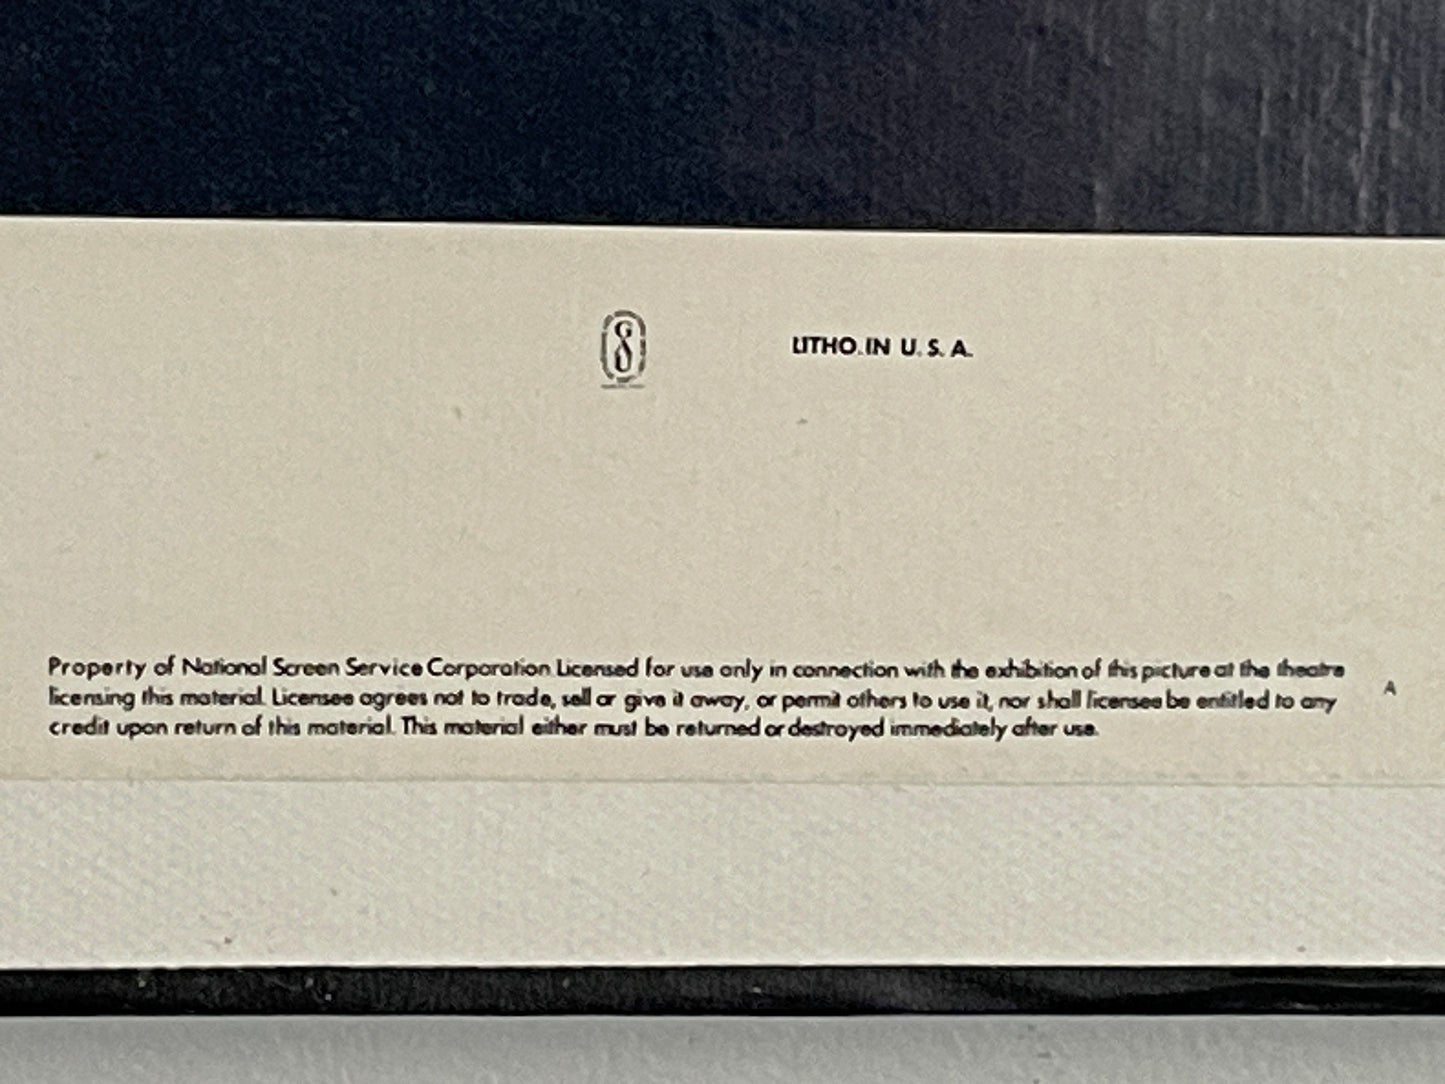 LITHO. IN U. S. A.
Property of National Screen Service Corporation Licensed for use only in connection with the exhibition of this picture at the theatre
licensing this material. Licensee agrees not to trade, sell or give it away, or permit others to use it, nor shall licensee be entitled to any
credit upon return of this material. This material either must be returned or destroyed immediately after use.
A